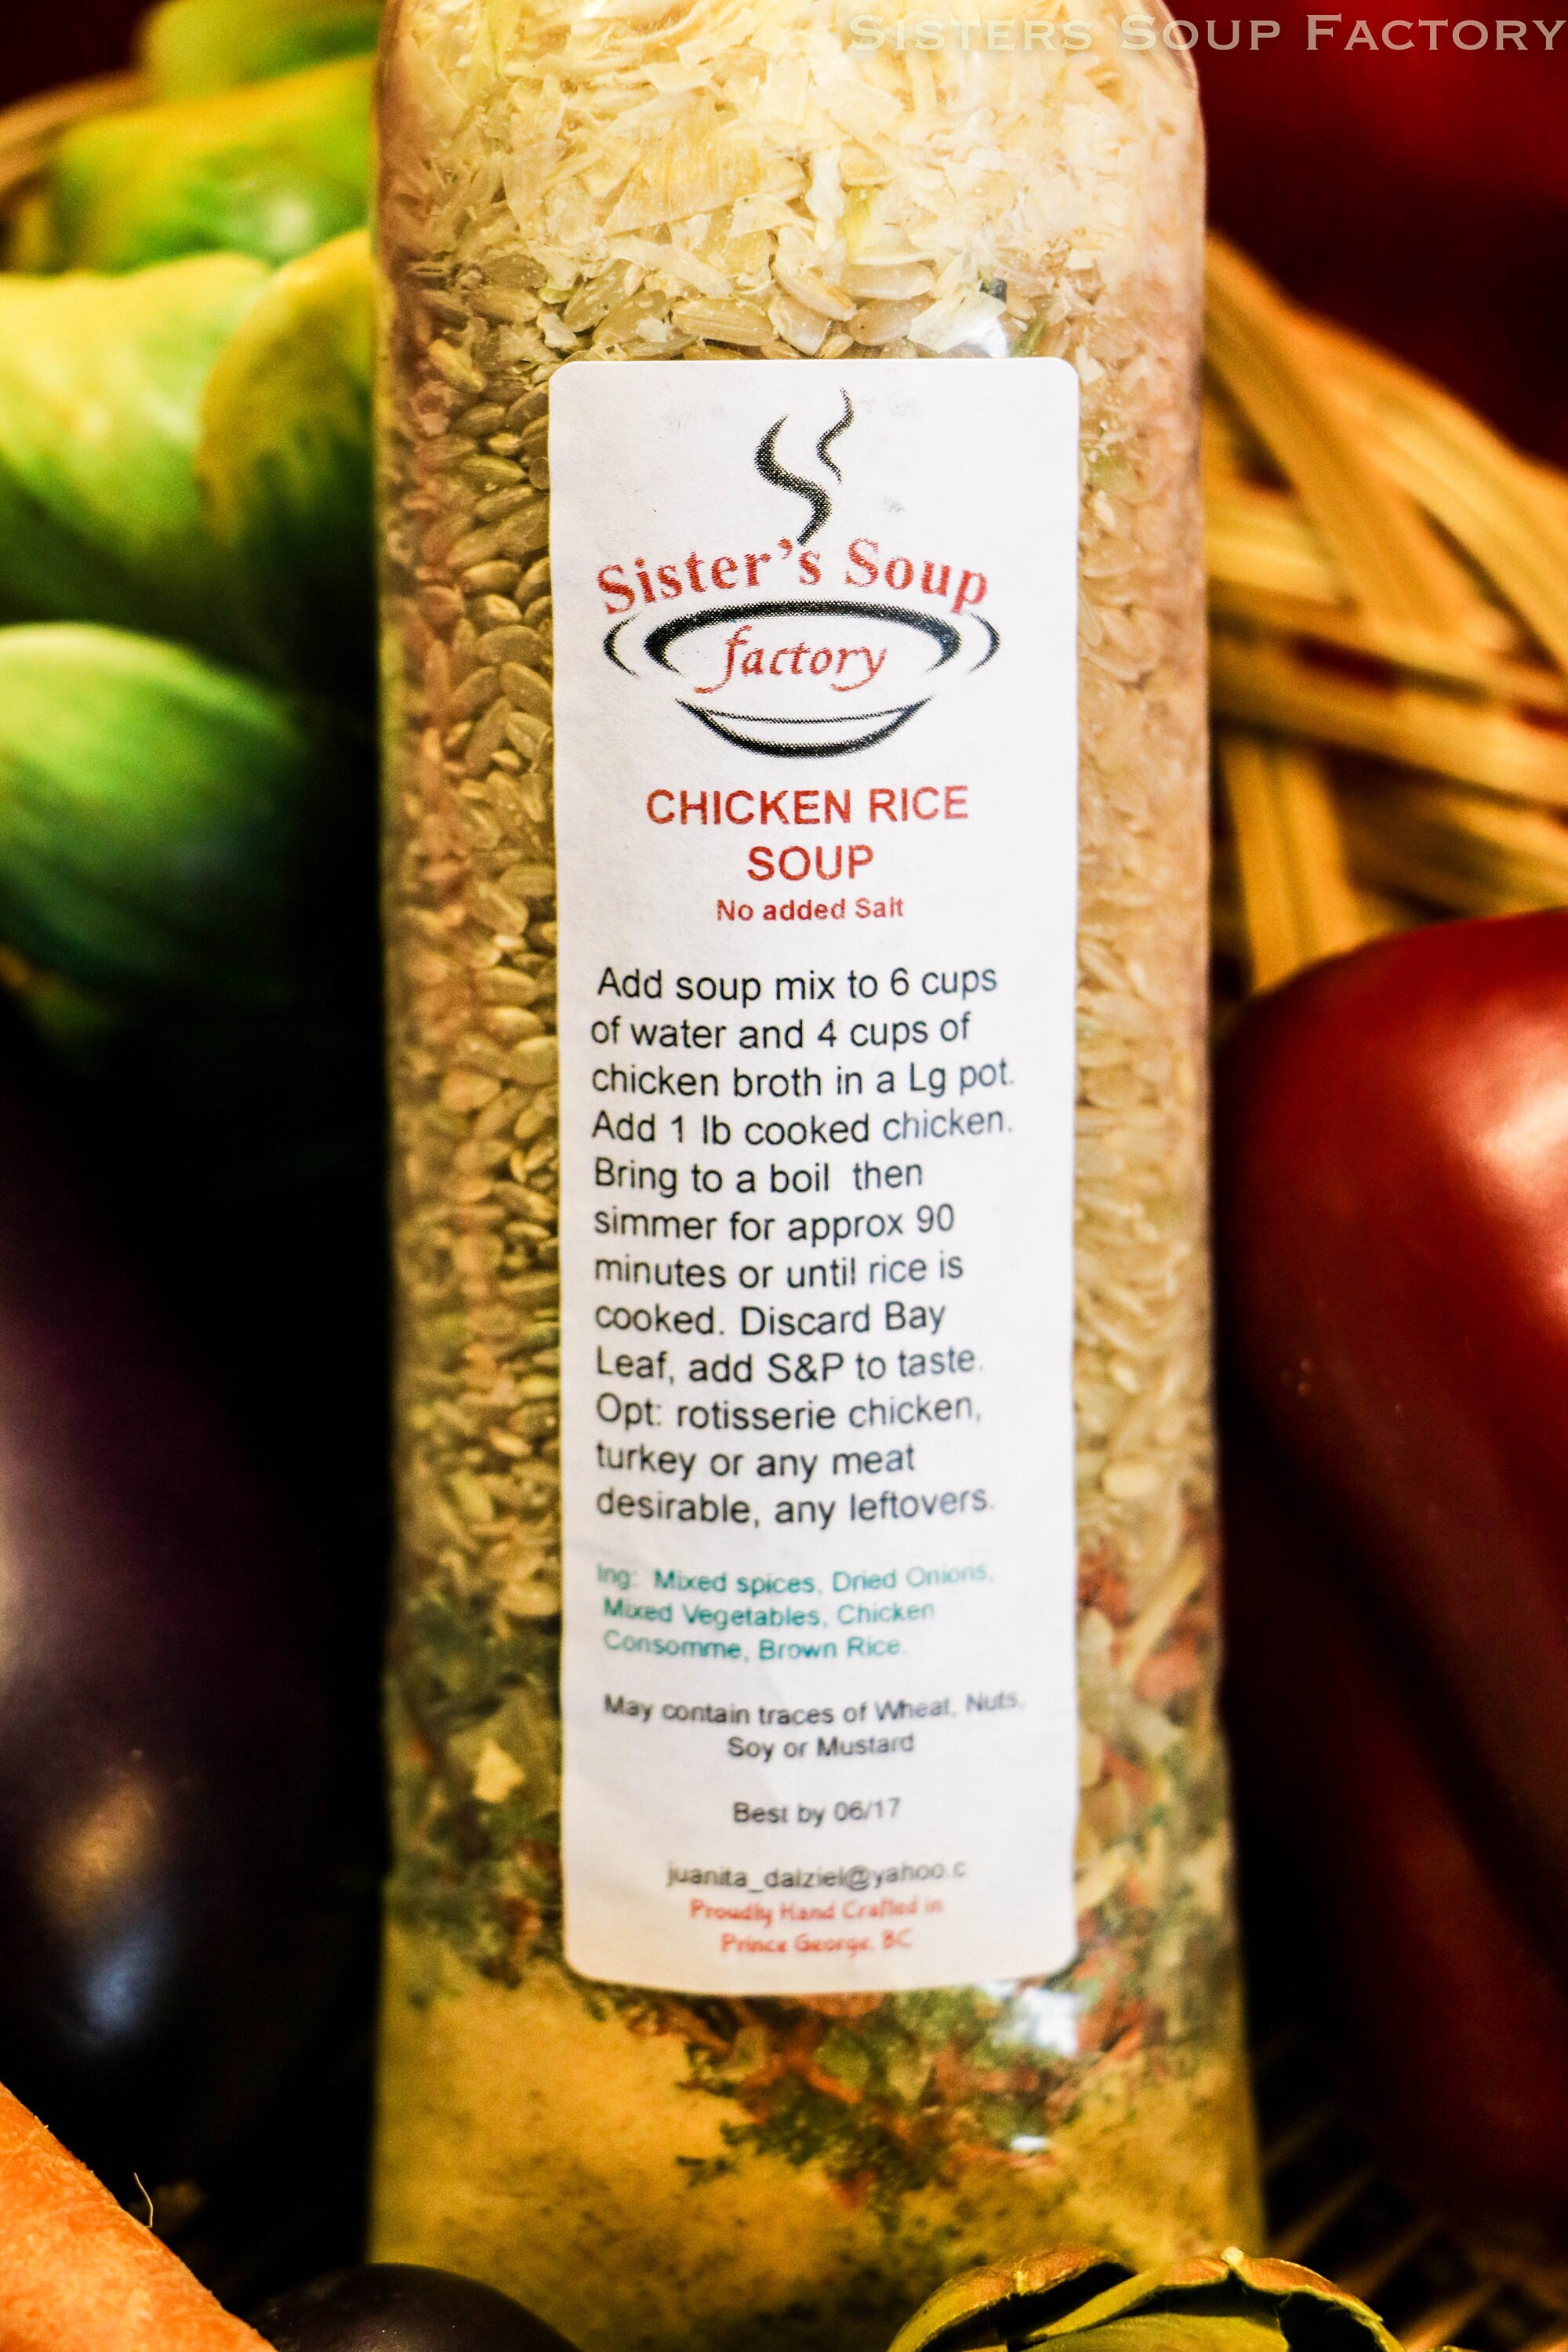 SISTERS SOUP FACTORY
Sister's Soup
factory
CHICKEN RICE
SOUP
No added Salt
Add soup mix to 6 cups
of water and 4 cups of
chicken broth in a Lg pot.
Add 1 lb cooked chicken.
Bring to a boil then
simmer for approx 90
minutes or until rice is
cooked. Discard Bay
Leaf, add S&P to taste.
Opt: rotisserie chicken,
turkey or any meat
desirable, any leftovers.
Ing: Mixed spices, Dried Onions,
Mixed Vegetables, Chicken
Consomme, Brown Rice.
May contain traces of Wheat, Nuts,
Soy or Mustard
Best by 06/17
juanita_dalziel@yahoo.c
Proudly Hand Crafted in
Prince George, BC